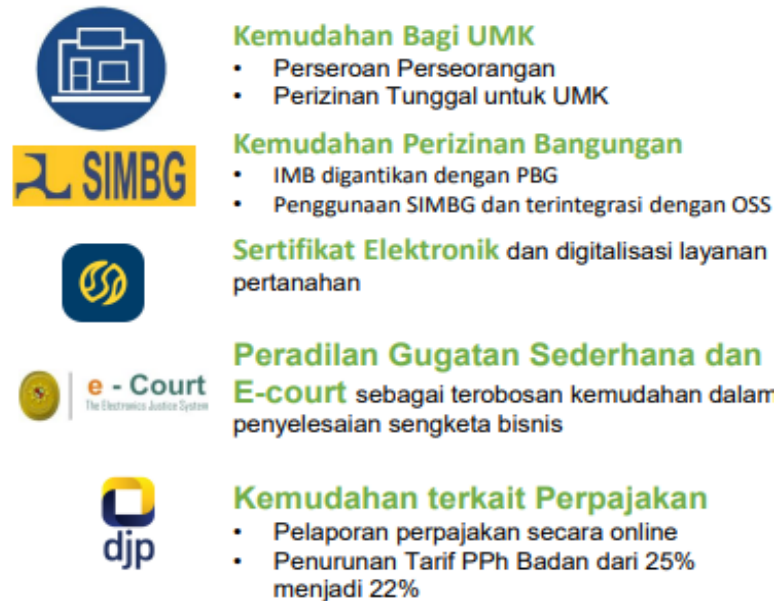 Kemudahan Bagi UMK
• Perseroan Perseorangan
• Perizinan Tunggal untuk UMK
SIMBG
Kemudahan Perizinan Bangungan
• IMB digantikan dengan PBG
• Penggunaan SIMBG dan terintegrasi dengan OSS
Sertifikat Elektronik dan digitalisasi layanan
pertanahan
e - Court
The Electronics Justice System
Peradilan Gugatan Sederhana dan
E-court sebagai terobosan kemudahan dalam
penyelesaian sengketa bisnis
djp
Kemudahan terkait Perpajakan
• Pelaporan perpajakan secara online
• Penurunan Tarif PPh Badan dari 25%
menjadi 22%